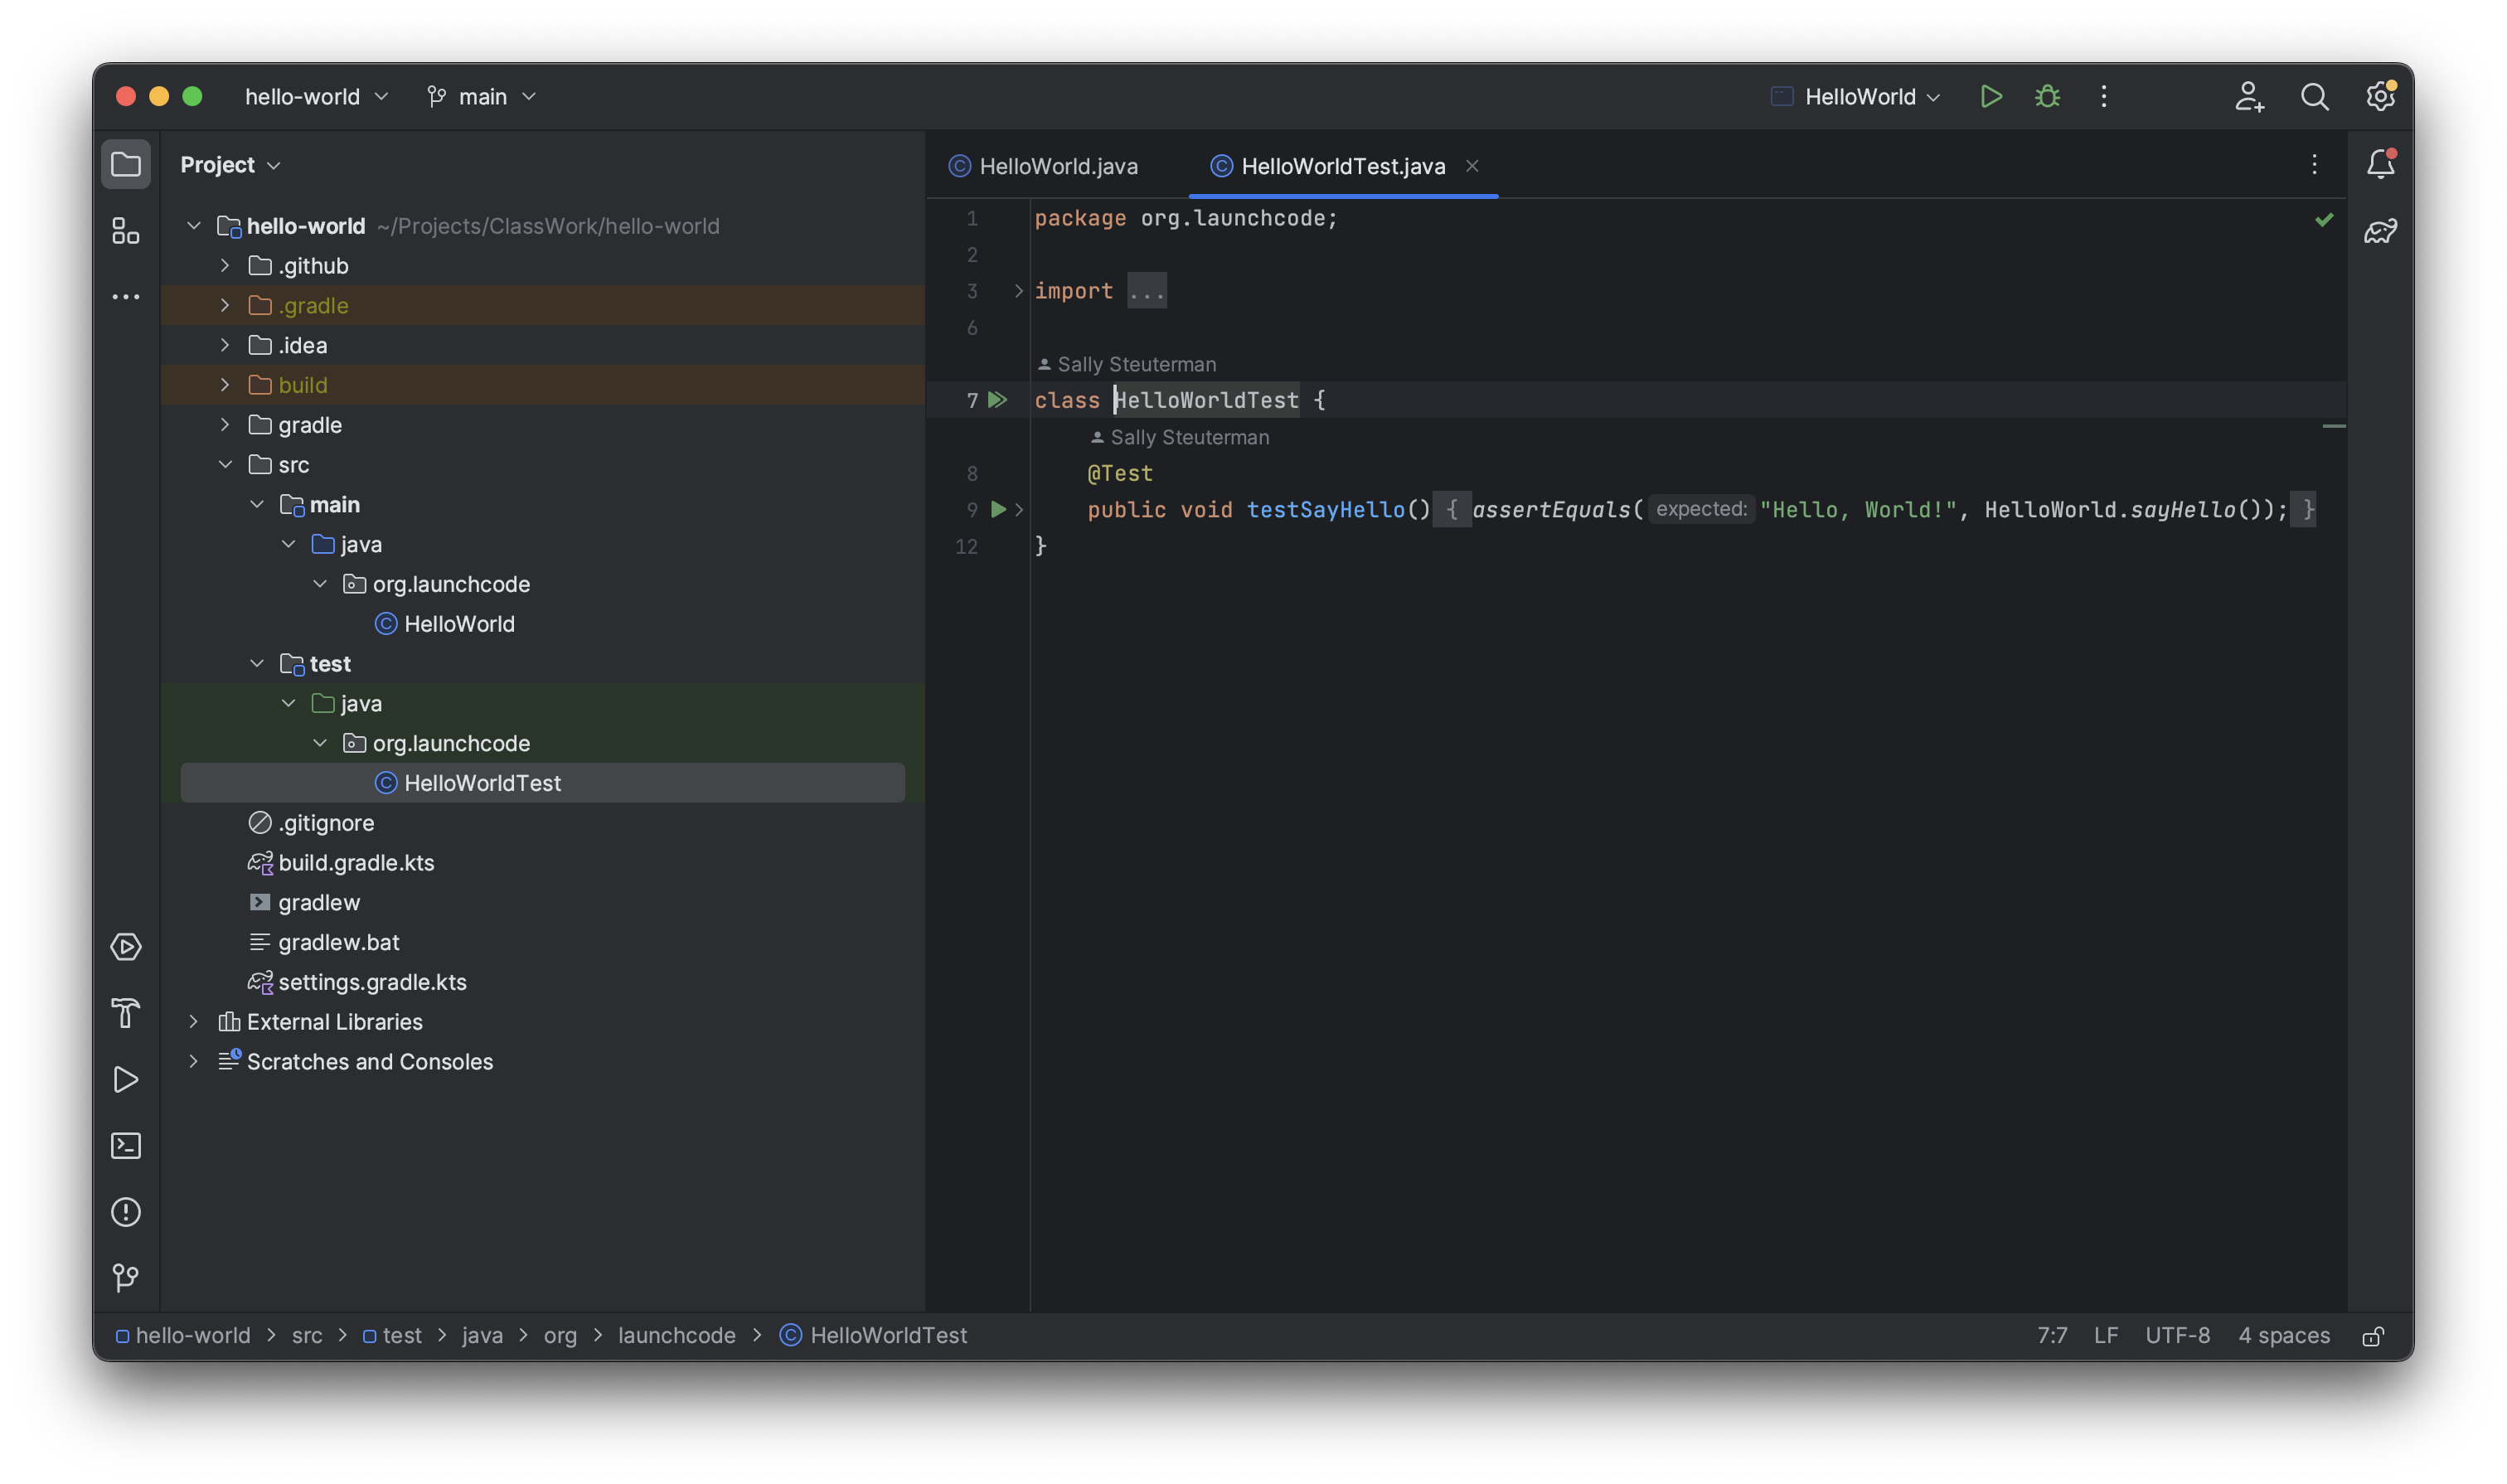 hello-world main HelloWorld
Project
hello-world ~/Projects/ClassWork/hello-world
.github
.gradle
.idea
build
gradle
src
main
java
org.launchcode
HelloWorld
test
java
org.launchcode
HelloWorldTest
.gitignore
build.gradle.kts
gradlew
gradlew.bat
settings.gradle.kts
External Libraries
Scratches and Consoles
HelloWorld.java HelloWorldTest.java
1 package org.launchcode;
2
3 import ...
6
Sally Steuterman
7 class HelloWorldTest {
Sally Steuterman
8 @Test
9 public void testSayHello() { assertEquals( expected: "Hello, World!", HelloWorld.sayHello()); }
12 }
hello-world > src > test > java > org > launchcode > HelloWorldTest 7:7 LF UTF-8 4 spaces